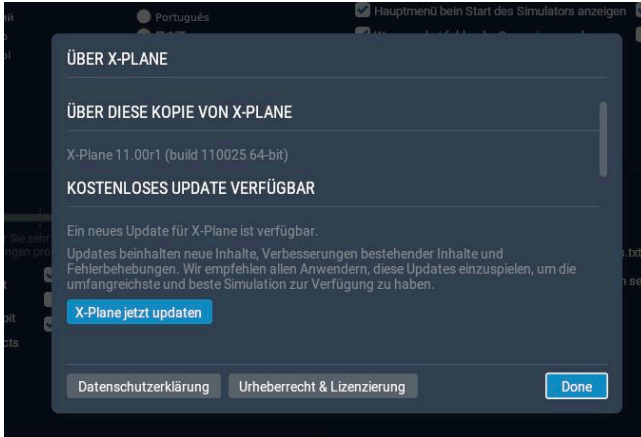 Português
Hauptmenü bein Start des Simulators anzeigen
ÜBER X-PLANE
ÜBER DIESE KOPIE VON X-PLANE
X-Plane 11.00r1 (build 110025 64-bit)
KOSTENLOSES UPDATE VERFÜGBAR
Ein neues Update für X-Plane ist verfügbar.
Updates beinhalten neue Inhalte, Verbesserungen bestehender Inhalte und
Fehlerbehebungen. Wir empfehlen allen Anwendern, diese Updates einzuspielen, um die
umfangreichste und beste Simulation zur Verfügung zu haben.
X-Plane jetzt updaten
Datenschutzerklärung
Urheberrecht & Lizenzierung
Done